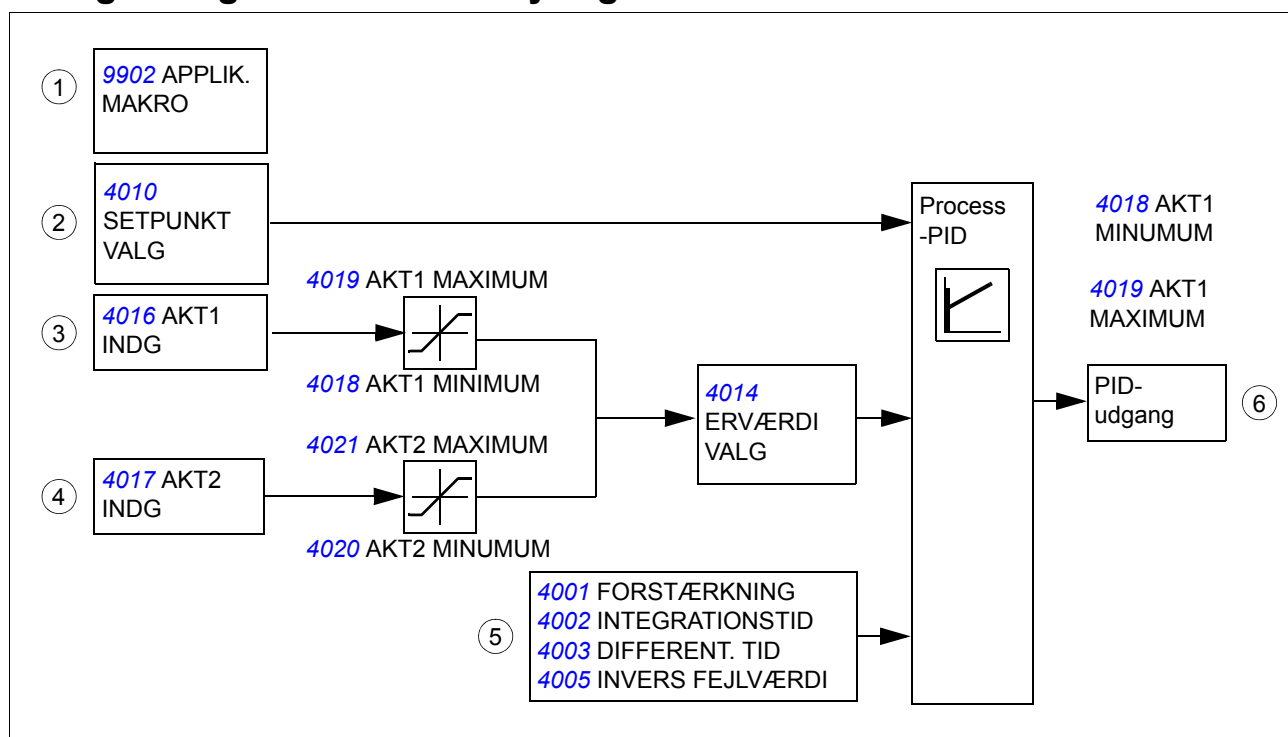 1
9902 APPLIK.
MAKRO
2
4010
SETPUNKT
VALG
3
4016 AKT1
INDG
4019 AKT1 MAXIMUM
4018 AKT1 MINIMUM
4
4017 AKT2
INDG
4021 AKT2 MAXIMUM
4020 AKT2 MINUMUM
4014
ERVÆRDI
VALG
5
4001 FORSTÆRKNING
4002 INTEGRATIONSTID
4003 DIFFERENT. TID
4005 INVERS FEJLVÆRDI
Process
-PID
4018 AKT1
MINUMUM
4019 AKT1
MAXIMUM
PID-
udgang
6